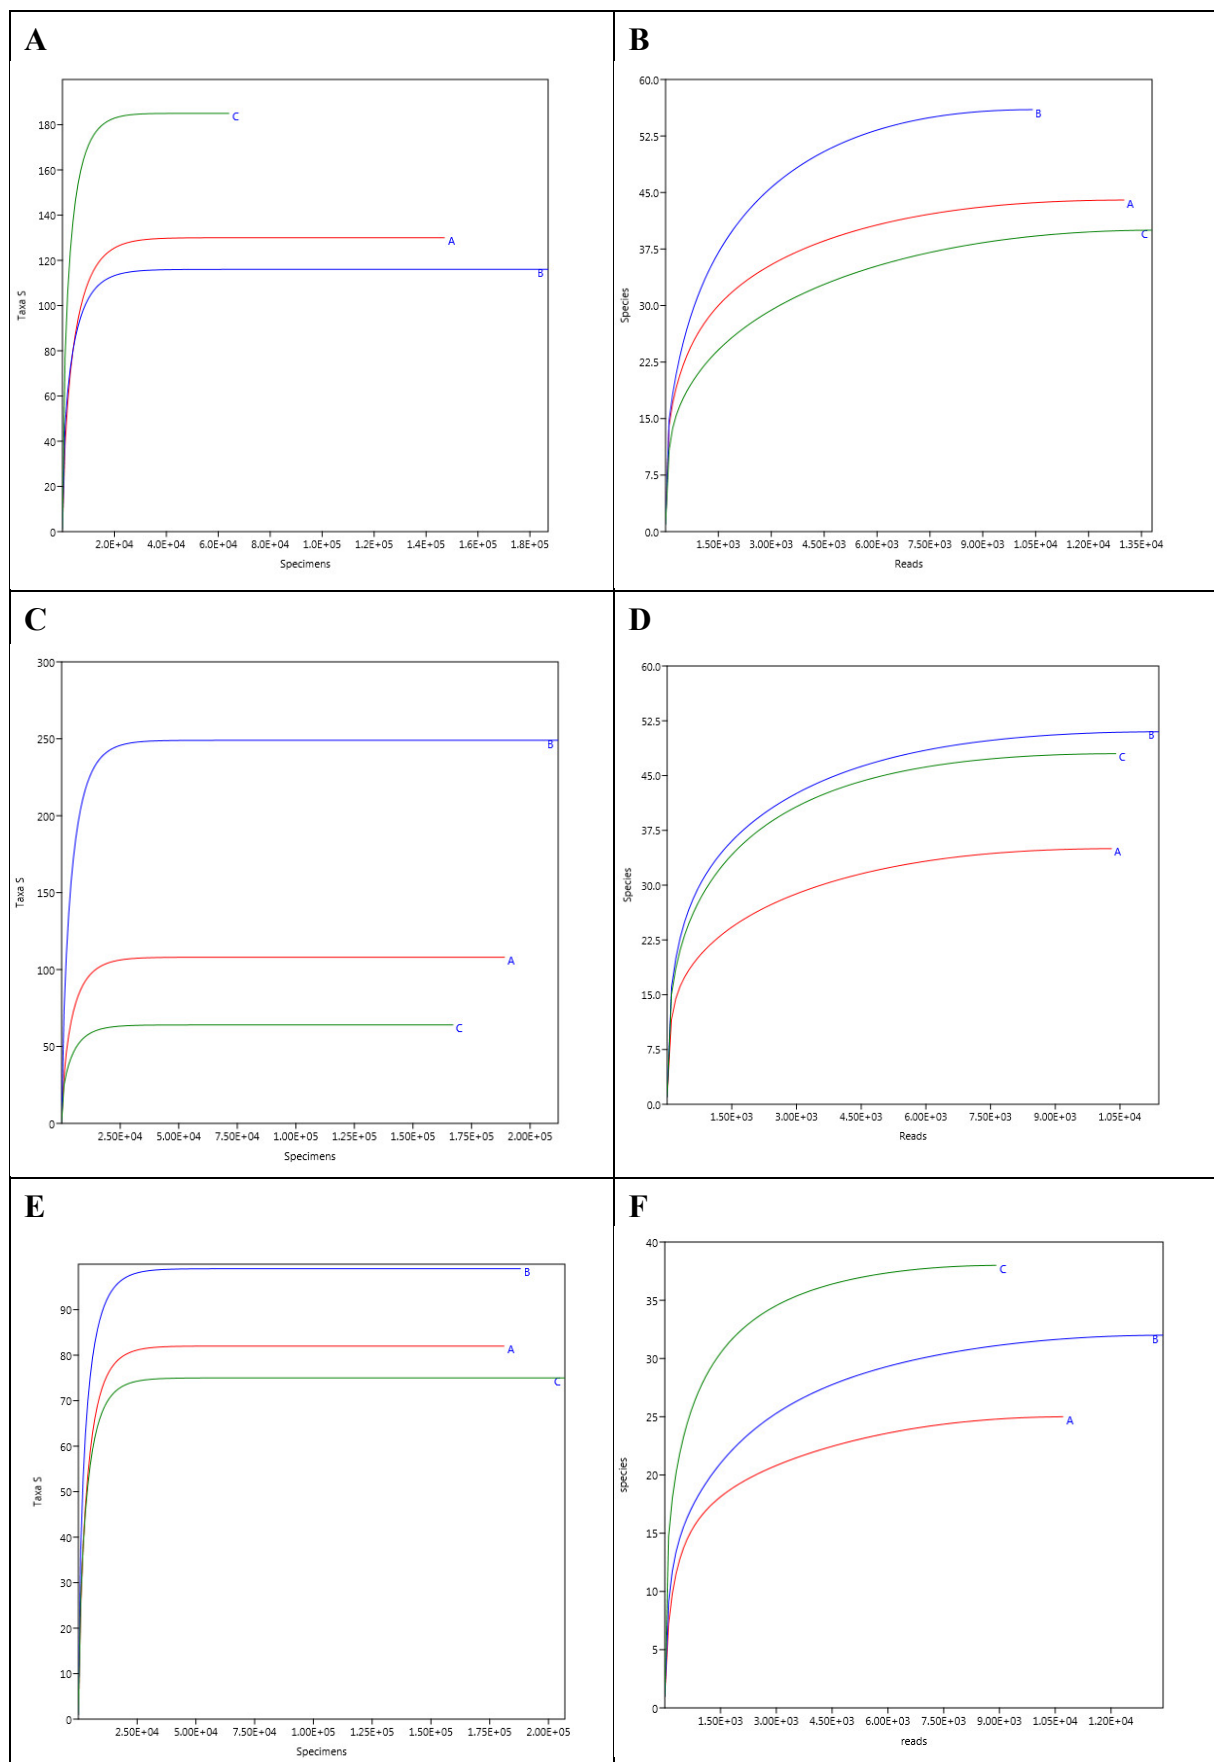 A
B
Taxa S
180
160
140
120
100
80
60
40
20
0
C
A
B
2.0E+04 4.0E+04 6.0E+04 8.0E+04 1.0E+05 1.2E+05 1.4E+05 1.6E+05 1.8E+05
Specimens
Species
60.0
52.5
45.0
37.5
30.0
22.5
15.0
7.5
0.0
B
A
C
1.50E+03 3.00E+03 4.50E+03 6.00E+03 7.50E+03 9.00E+03 1.05E+04 1.20E+04 1.35E+04
Reads
C
D
Taxa S
300
250
200
150
100
50
0
B
A
C
2.50E+04 5.00E+04 7.50E+04 1.00E+05 1.25E+05 1.50E+05 1.75E+05 2.00E+05
Specimens
Species
60.0
52.5
45.0
37.5
30.0
22.5
15.0
7.5
0.0
B
C
A
1.50E+03 3.00E+03 4.50E+03 6.00E+03 7.50E+03 9.00E+03 1.05E+04
Reads
E
F
Taxa S
90
80
70
60
50
40
30
20
10
0
B
A
C
2.50E+04 5.00E+04 7.50E+04 1.00E+05 1.25E+05 1.50E+05 1.75E+05 2.00E+05
Specimens
species
40
35
30
25
20
15
10
5
0
C
B
A
1.50E+03 3.00E+03 4.50E+03 6.00E+03 7.50E+03 9.00E+03 1.05E+04 1.20E+04
reads